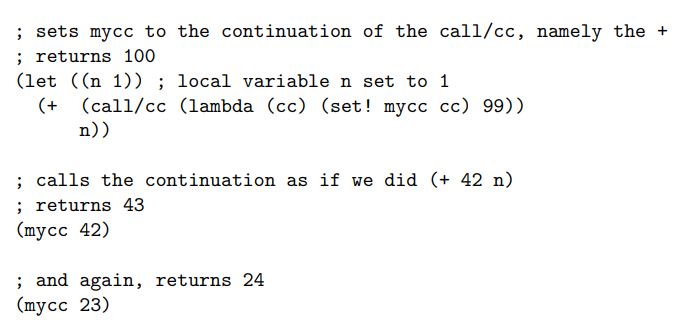 ; sets mycc to the continuation of the call/cc, namely the +
; returns 100
(let ((n 1)) ; local variable n set to 1
  (+  (call/cc (lambda (cc) (set! mycc cc) 99))
      n))

; calls the continuation as if we did (+ 42 n)
; returns 43
(mycc 42)

; and again, returns 24
(mycc 23)